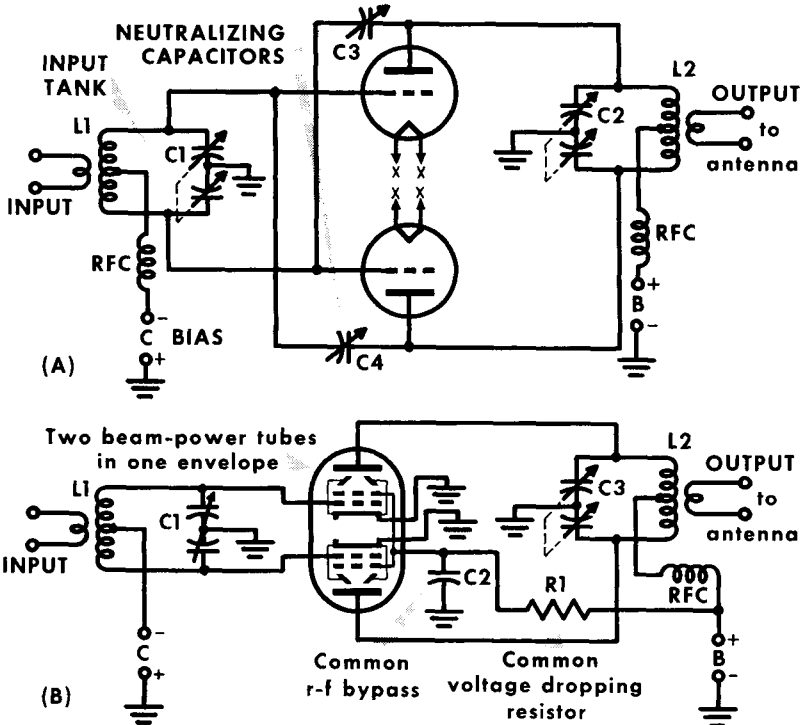 NEUTRALIZING
CAPACITORS
C3
INPUT
TANK
L1
C1
INPUT
RFC
-
C BIAS
+
(A)
C4
L2
C2
OUTPUT
to
antenna
RFC
+
B
-
X X
X X
Two beam-power tubes
in one envelope
L1
C1
INPUT
-
C
+
(B)
C2
R1
L2
C3
OUTPUT
to
antenna
RFC
+
B
-
Common
r-f bypass
Common
voltage dropping
resistor